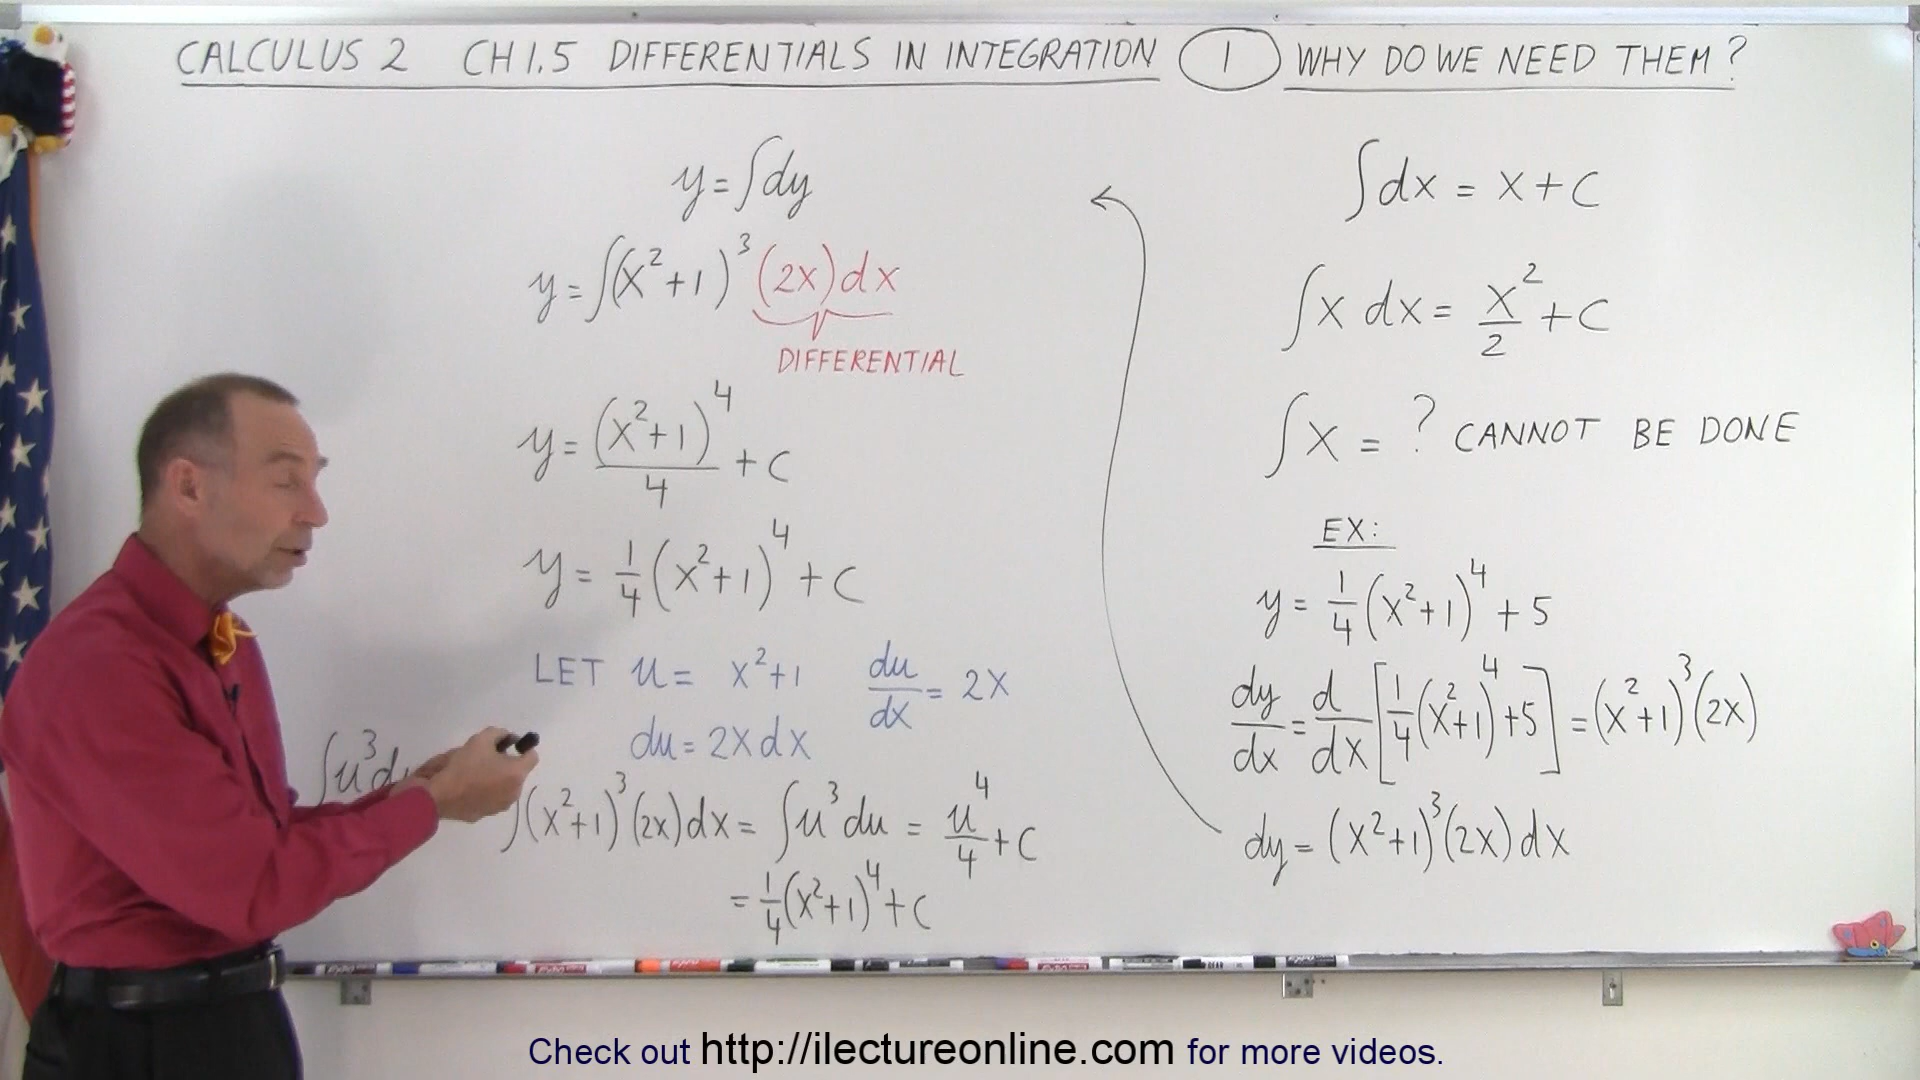 CALCULUS 2 CH 1.5 DIFFERENTIALS IN INTEGRATION 1 WHY DO WE NEED THEM?
y = ∫dy
y = ∫(x²+1)³(2x)dx
DIFFERENTIAL
y = (x²+1)⁴/4 + C
y = 1/4 (x²+1)⁴ + C
LET u = x²+1 du/dx = 2x
du = 2x dx
∫u³du
∫(x²+1)³(2x)dx = ∫u³du = u⁴/4 + C
= 1/4 (x²+1)⁴ + C
∫dx = x + C
∫x dx = x²/2 + C
∫x = ? CANNOT BE DONE
EX:
y = 1/4 (x²+1)⁴ + 5
dy/dx = d/dx [1/4 (x²+1)⁴ + 5] = (x²+1)³(2x)
dy = (x²+1)³(2x)dx
Check out http://ilectureonline.com for more videos.